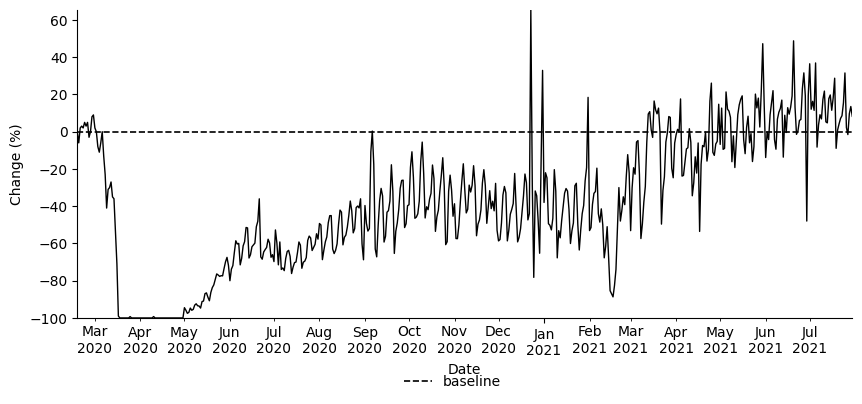 60
40
20
0
−20
−40
−60
−80
−100
Change (%)
Mar Apr May Jun Jul Aug Sep Oct Nov Dec Jan Feb Mar Apr May Jun Jul
2020 2020 2020 2020 2020 2020 2020 2020 2020 2020 2021 2021 2021 2021 2021 2021 2021
Date
baseline